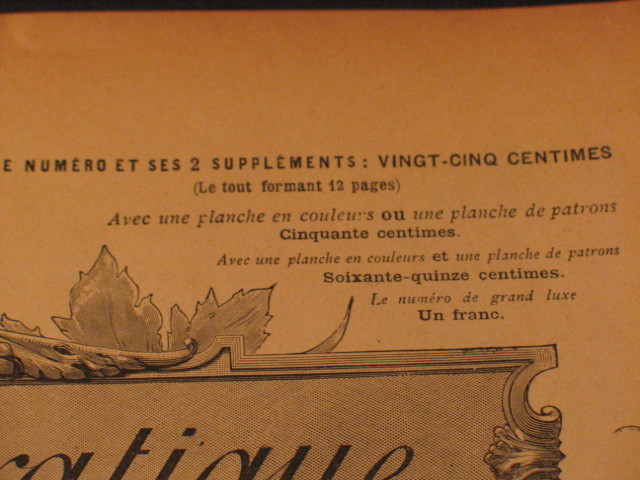 E NUMÉRO ET SES 2 SUPPLÉMENTS : VINGT-CINQ CENTIMES
(Le tout formant 12 pages)
Avec une planche en couleurs ou une planche de patrons
Cinquante centimes.
Avec une planche en couleurs et une planche de patrons
Soixante-quinze centimes.
Le numéro de grand luxe
Un franc.
ratique